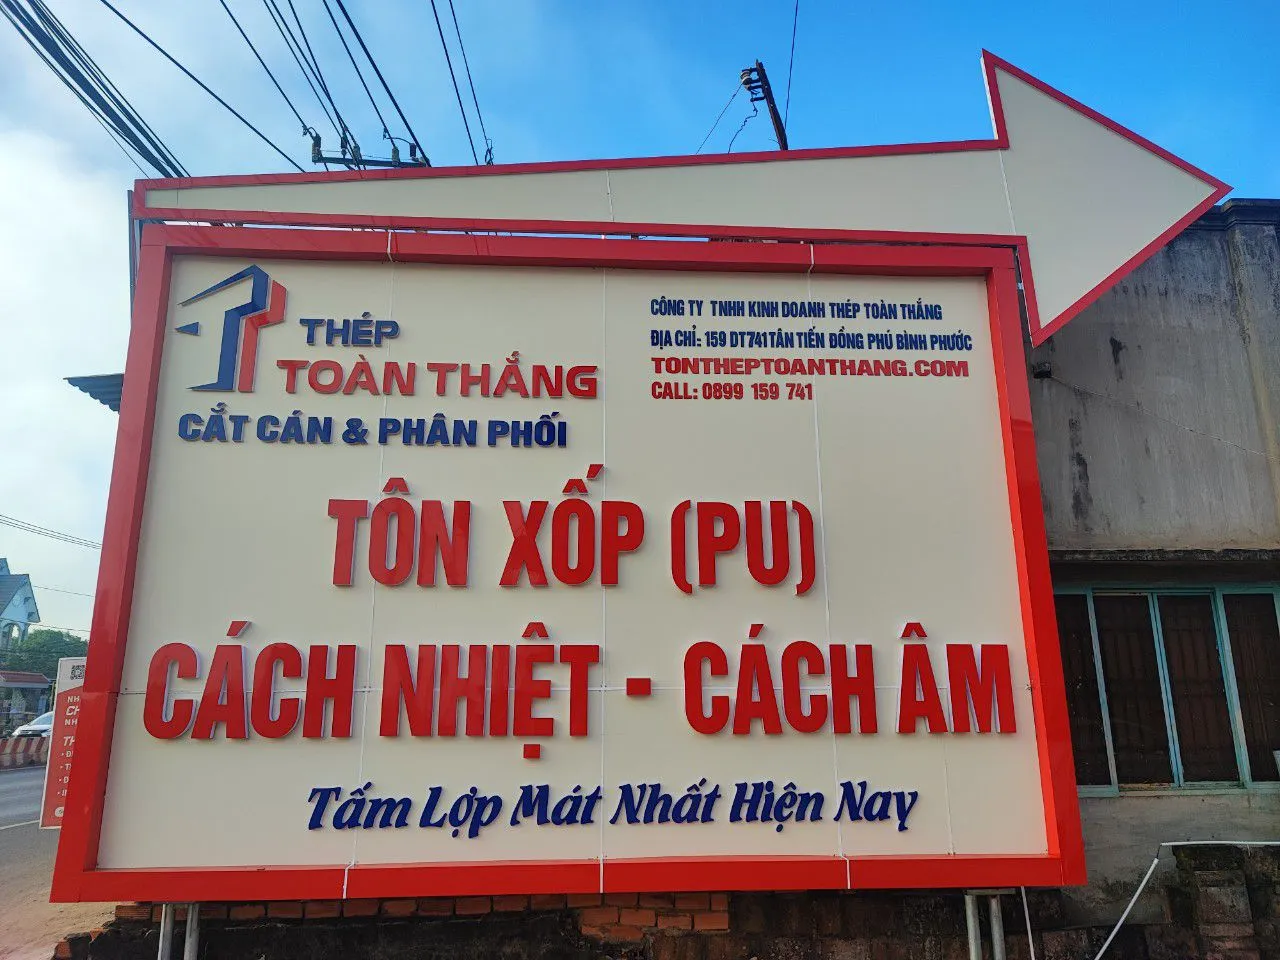 THÉP
TOÀN THẮNG
CẮT CÁN & PHÂN PHỐI
CÔNG TY TNHH KINH DOANH THÉP TOÀN THẮNG
ĐỊA CHỈ: 159 DT741 TÂN TIẾN ĐỒNG PHÚ BÌNH PHƯỚC
TONTHEPTOANTHANG.COM
CALL: 0899 159 741
TÔN XỐP (PU)
CÁCH NHIỆT - CÁCH ÂM
Tấm Lợp Mát Nhất Hiện Nay